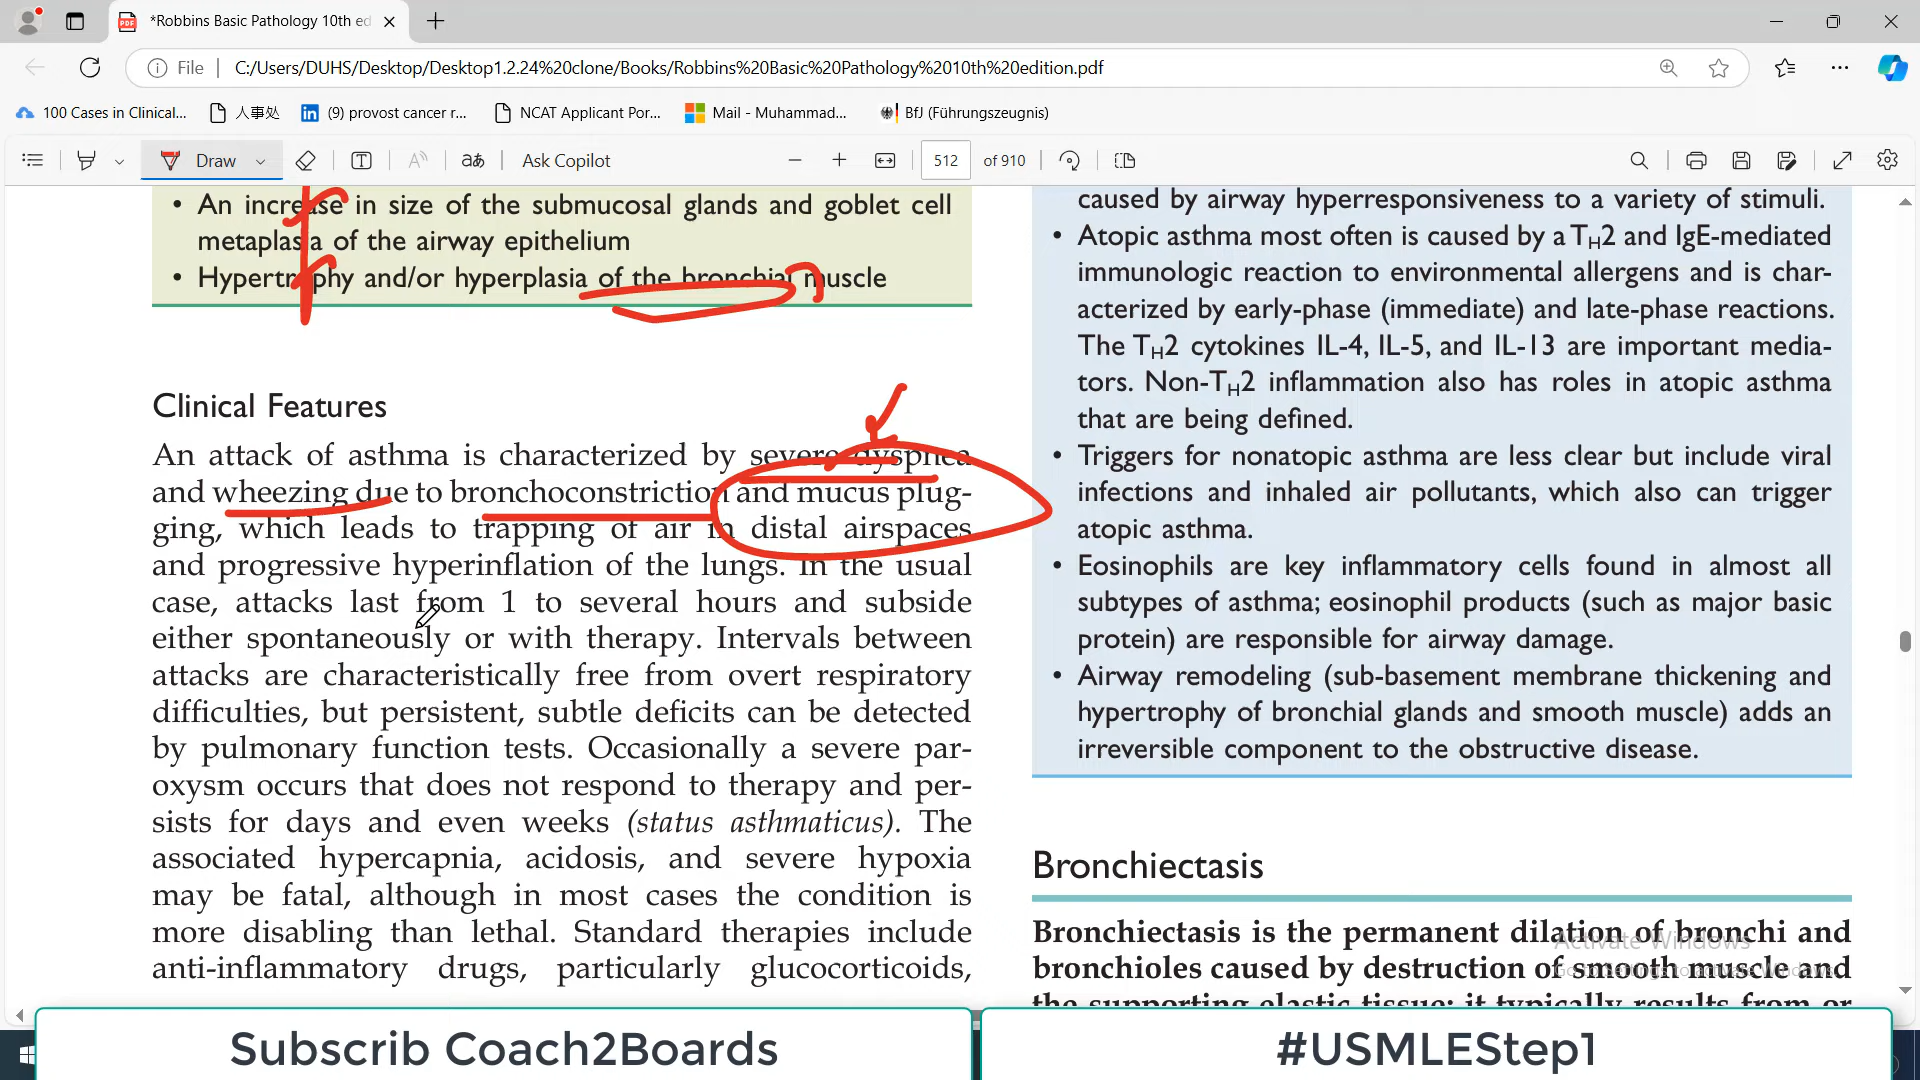 *Robbins Basic Pathology 10th ed
File
C:/Users/DUHS/Desktop/Desktop1.2.24%20clone/Books/Robbins%20Basic%20Pathology%2010th%20edition.pdf
100 Cases in Clinical...
人事处
(9) provost cancer r...
NCAT Applicant Por...
Mail - Muhammad...
BfJ (Führungszeugnis)
Draw
Ask Copilot
512 of 910
• An increase in size of the submucosal glands and goblet cell
metaplasia of the airway epithelium
• Hypertrophy and/or hyperplasia of the bronchial muscle
Clinical Features
An attack of asthma is characterized by severe dyspnea
and wheezing due to bronchoconstriction and mucus plug-
ging, which leads to trapping of air in distal airspaces
and progressive hyperinflation of the lungs. In the usual
case, attacks last from 1 to several hours and subside
either spontaneously or with therapy. Intervals between
attacks are characteristically free from overt respiratory
difficulties, but persistent, subtle deficits can be detected
by pulmonary function tests. Occasionally a severe par-
oxysm occurs that does not respond to therapy and per-
sists for days and even weeks (status asthmaticus). The
associated hypercapnia, acidosis, and severe hypoxia
may be fatal, although in most cases the condition is
more disabling than lethal. Standard therapies include
anti-inflammatory drugs, particularly glucocorticoids,
caused by airway hyperresponsiveness to a variety of stimuli.
• Atopic asthma most often is caused by a TH2 and IgE-mediated
immunologic reaction to environmental allergens and is char-
acterized by early-phase (immediate) and late-phase reactions.
The TH2 cytokines IL-4, IL-5, and IL-13 are important media-
tors. Non-TH2 inflammation also has roles in atopic asthma
that are being defined.
• Triggers for nonatopic asthma are less clear but include viral
infections and inhaled air pollutants, which also can trigger
atopic asthma.
• Eosinophils are key inflammatory cells found in almost all
subtypes of asthma; eosinophil products (such as major basic
protein) are responsible for airway damage.
• Airway remodeling (sub-basement membrane thickening and
hypertrophy of bronchial glands and smooth muscle) adds an
irreversible component to the obstructive disease.
Bronchiectasis
Bronchiectasis is the permanent dilation of bronchi and
bronchioles caused by destruction of smooth muscle and
the supporting elastic tissue; it typically results from or
Activate Windows
Go to Settings to activate Windows.
Subscrib Coach2Boards
#USMLEStep1